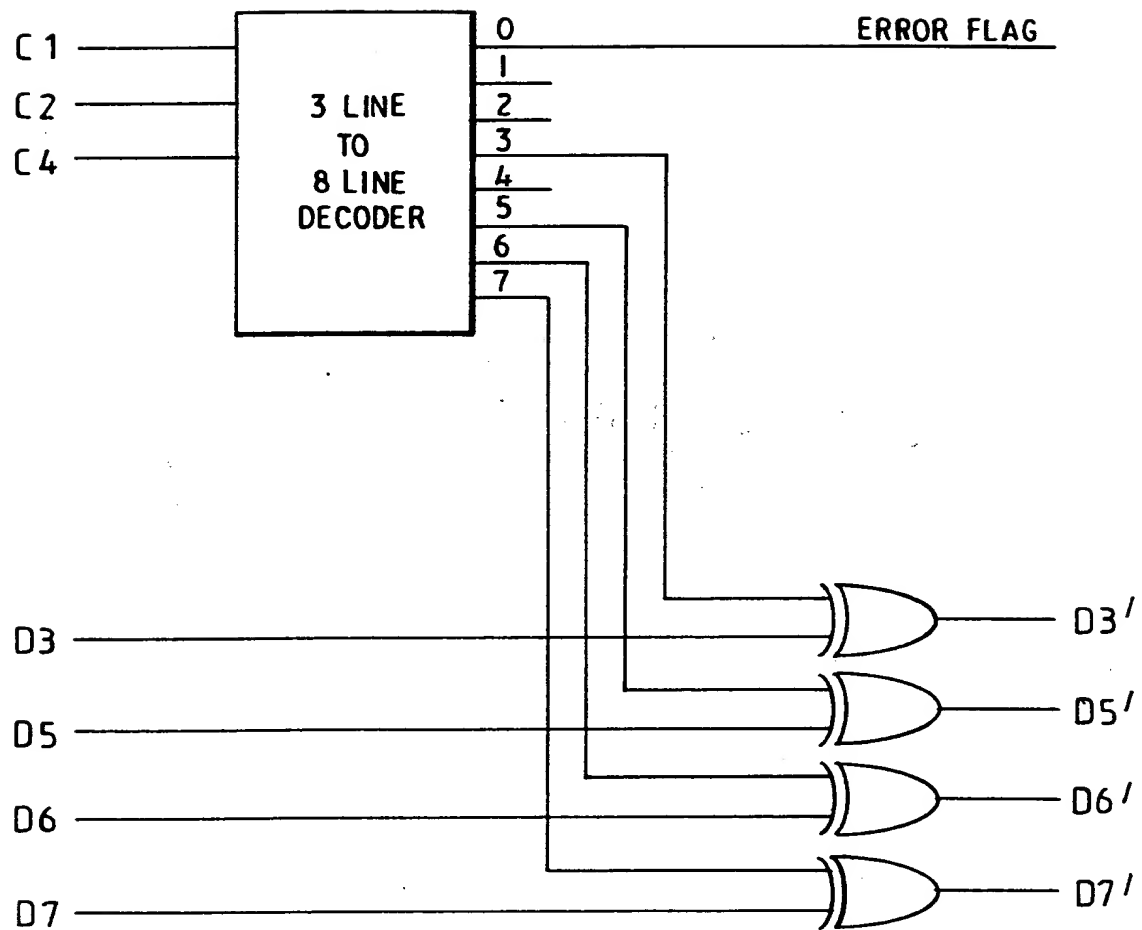 0 ERROR FLAG
C1
1
C2
2
3 LINE
TO
8 LINE
DECODER
3
C4
4
5
6
7
D3
D3'
D5
D5'
D6
D6'
D7
D7'